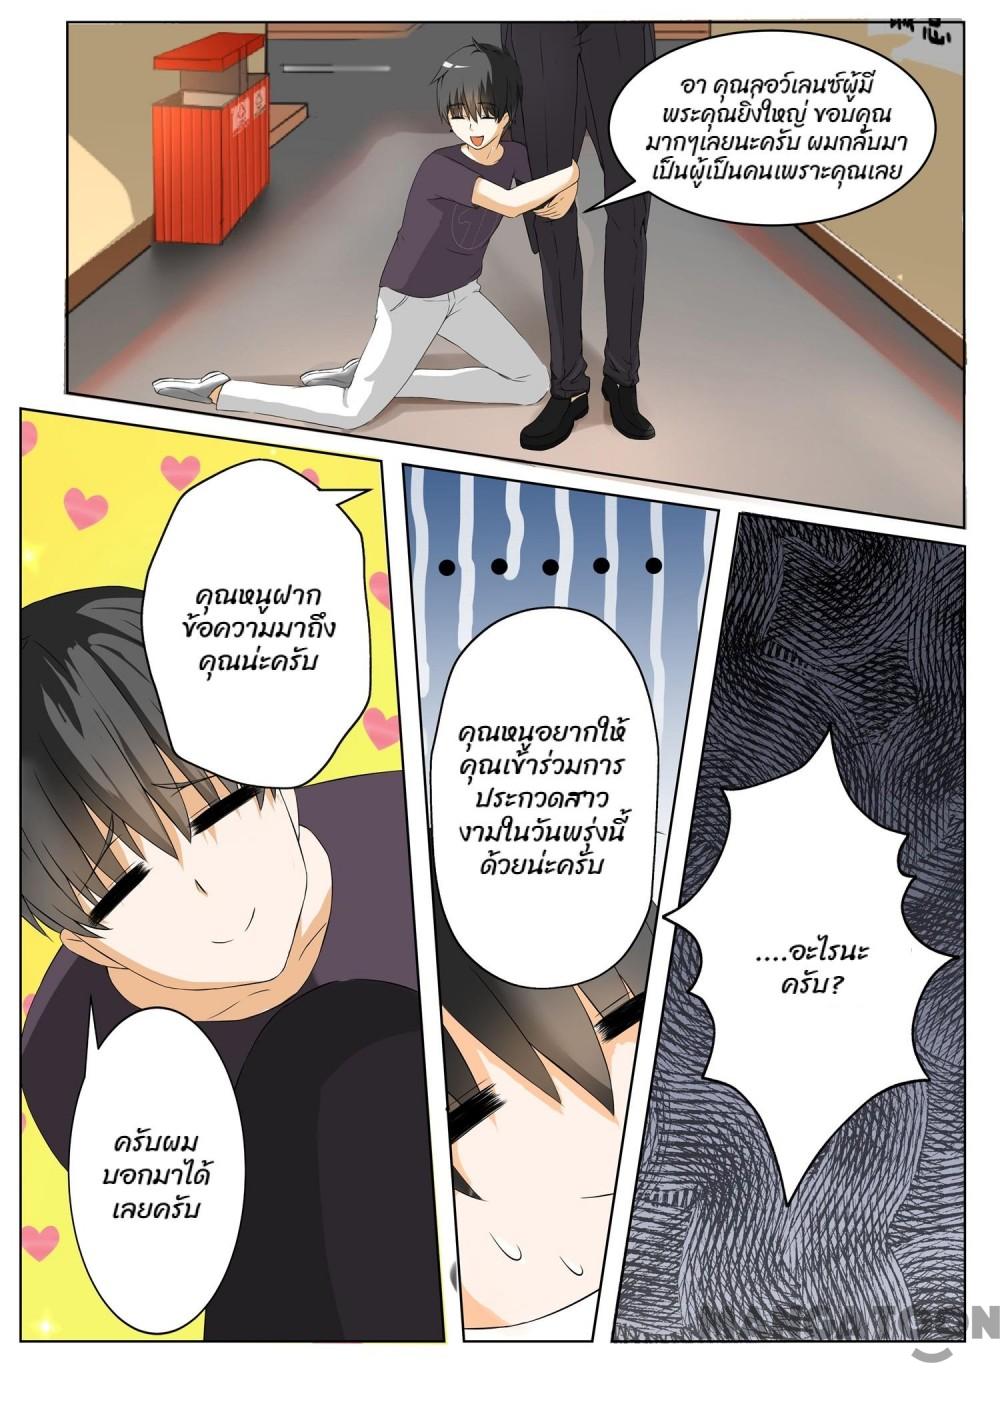 อา คุณลอว์เลนซ์ผู้มี
พระคุณยิ่งใหญ่ ขอบคุณ
มากๆเลยนะครับ ผมกลับมา
เป็นผู้เป็นคนเพราะคุณเลย
คุณหนูฝาก
ข้อความมาถึง
คุณน่ะครับ
ครับผม
บอกมาได้
เลยครับ
คุณหนูอยากให้
คุณเข้าร่วมการ
ประกวดสาว
งามในวันพรุ่งนี้
ด้วยน่ะครับ
....อะไรนะ
ครับ?
MANGATOON